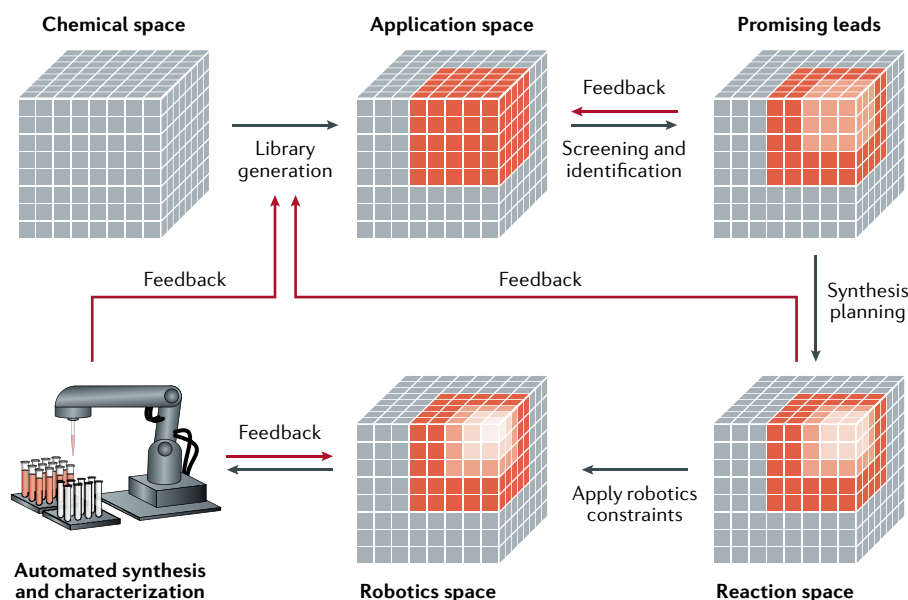 Chemical space
Application space
Promising leads
Library
generation
Feedback
Screening and
identification
Feedback
Feedback
Synthesis
planning
Feedback
Apply robotics
constraints
Automated synthesis
and characterization
Robotics space
Reaction space